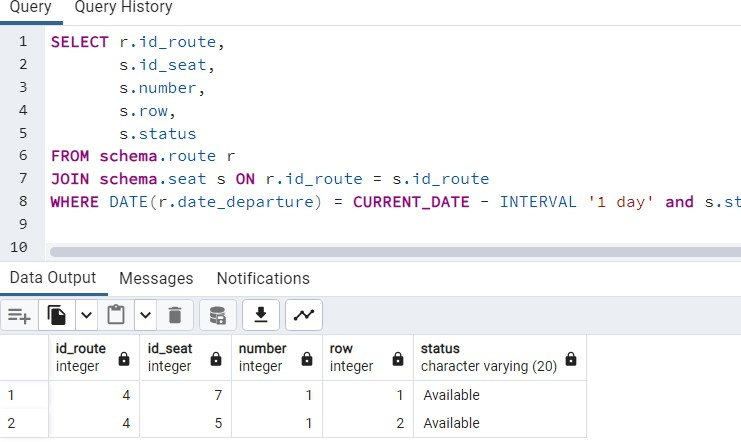 Query Query History
1 SELECT r.id_route,
2 s.id_seat,
3 s.number,
4 s.row,
5 s.status
6 FROM schema.route r
7 JOIN schema.seat s ON r.id_route = s.id_route
8 WHERE DATE(r.date_departure) = CURRENT_DATE - INTERVAL '1 day' and s.st
9
10
Data Output Messages Notifications
id_route id_seat number row status
integer integer integer integer character varying (20)
1 4 7 1 1 Available
2 4 5 1 2 Available